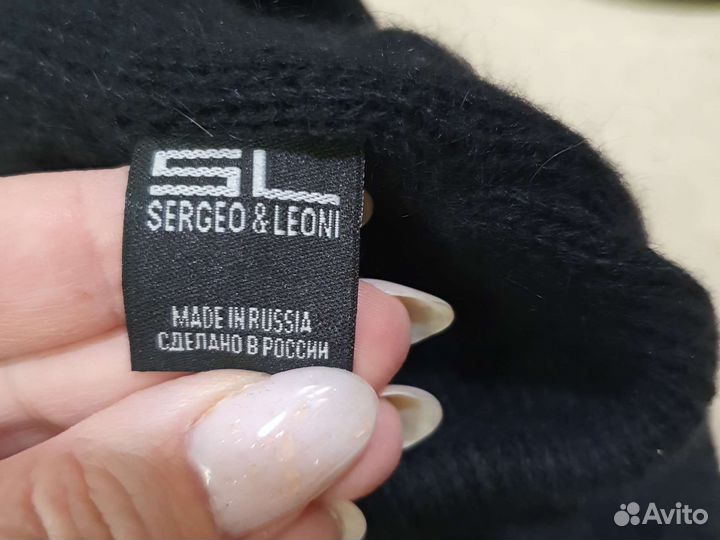 SL
SERGEO & LEONI
MADE IN RUSSIA
СДЕЛАНО В РОССИИ
Avito